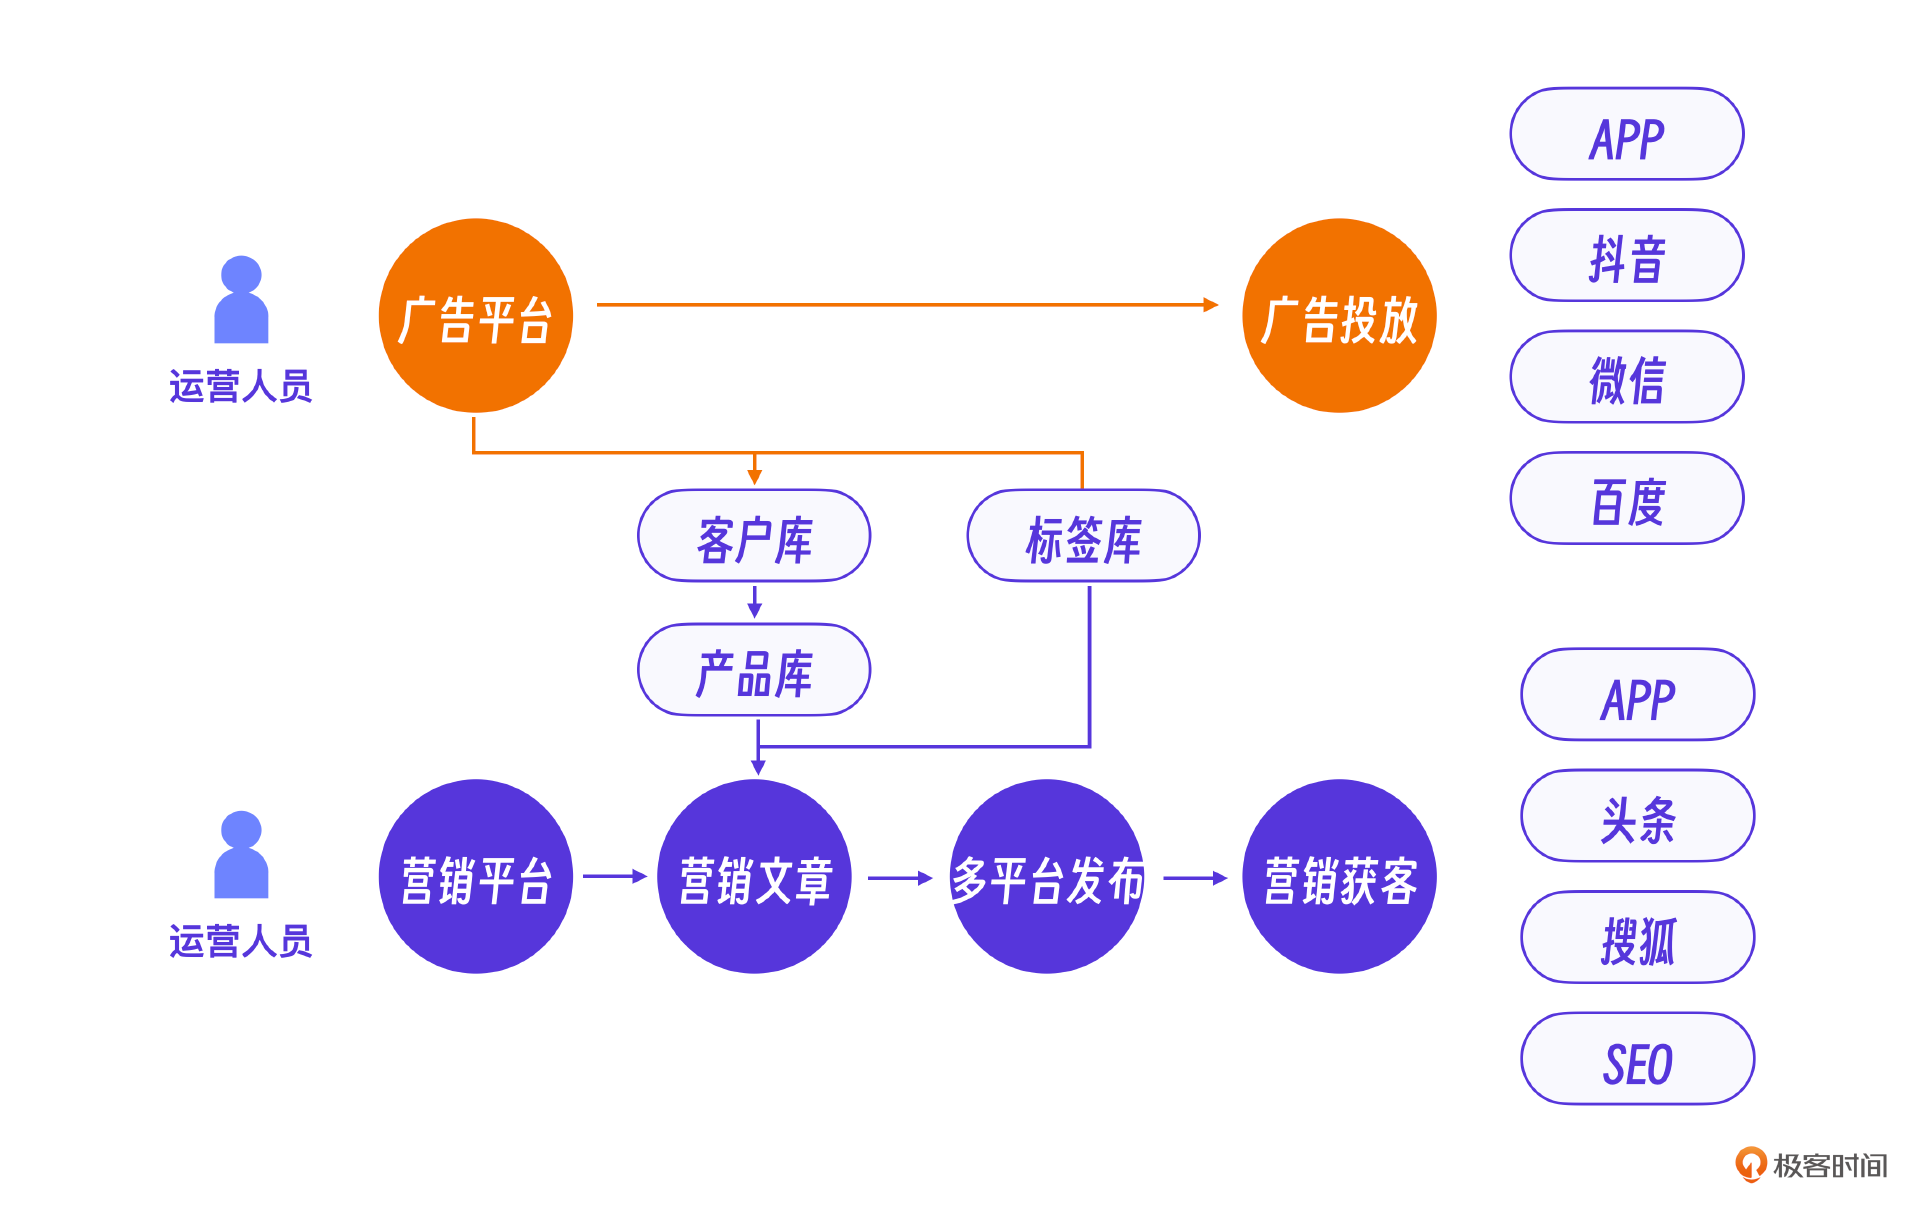 APP
抖音
广告平台
广告投放
运营人员
微信
百度
客户库
标签库
产品库
APP
头条
营销平台
营销文章
多平台发布
营销获客
运营人员
搜狐
SEO
极客时间